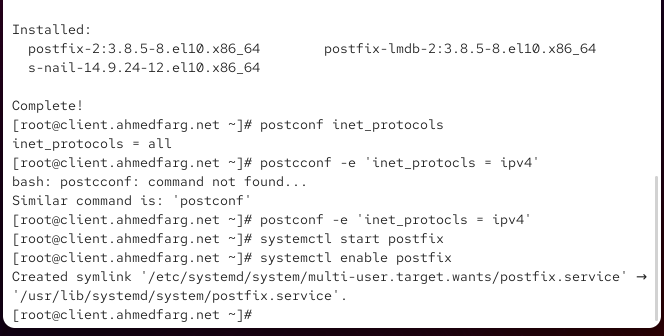 Installed:
postfix-2:3.8.5-8.el10.x86_64 postfix-lmdb-2:3.8.5-8.el10.x86_64
s-nail-14.9.24-12.el10.x86_64
Complete!
[root@client.ahmedfarg.net ~]# postconf inet_protocols
inet_protocols = all
[root@client.ahmedfarg.net ~]# postcconf -e 'inet_protocls = ipv4'
bash: postcconf: command not found...
Similar command is: 'postconf'
[root@client.ahmedfarg.net ~]# postconf -e 'inet_protocls = ipv4'
[root@client.ahmedfarg.net ~]# systemctl start postfix
[root@client.ahmedfarg.net ~]# systemctl enable postfix
Created symlink '/etc/systemd/system/multi-user.target.wants/postfix.service' →
'/usr/lib/systemd/system/postfix.service'.
[root@client.ahmedfarg.net ~]#